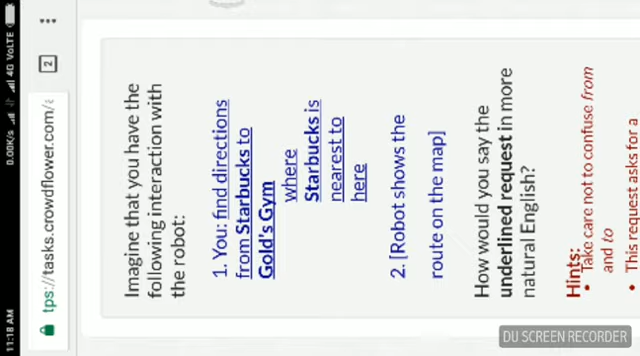 11:18 AM
0.00K/s 4G VoLTE
tps://tasks.crowdflower.com/
2
Imagine that you have the
following interaction with
the robot:
1. You: find directions
from Starbucks to
Gold's Gym
where
Starbucks is
nearest to
here
2. [Robot shows the
route on the map]
How would you say the
underlined request in more
natural English?
Hints:
• Take care not to confuse from
and to
• This request asks for a
DU SCREEN RECORDER